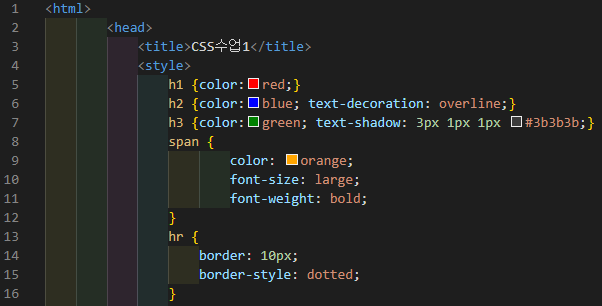 1 <html>
2 <head>
3 <title>CSS수업1</title>
4 <style>
5 h1 {color: red;}
6 h2 {color: blue; text-decoration: overline;}
7 h3 {color: green; text-shadow: 3px 1px 1px #3b3b3b;}
8 span {
9 color: orange;
10 font-size: large;
11 font-weight: bold;
12 }
13 hr {
14 border: 10px;
15 border-style: dotted;
16 }